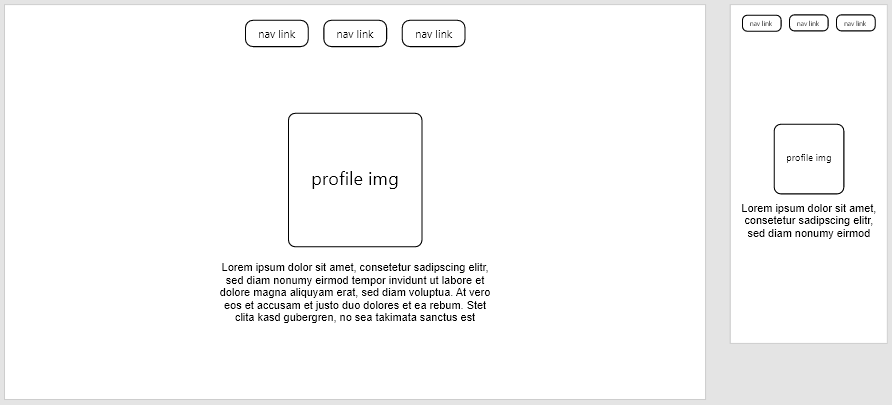 nav link nav link nav link
profile img
Lorem ipsum dolor sit amet, consetetur sadipscing elitr,
sed diam nonumy eirmod tempor invidunt ut labore et
dolore magna aliquyam erat, sed diam voluptua. At vero
eos et accusam et justo duo dolores et ea rebum. Stet
clita kasd gubergren, no sea takimata sanctus est
nav link nav link nav link
profile img
Lorem ipsum dolor sit amet,
consetetur sadipscing elitr,
sed diam nonumy eirmod